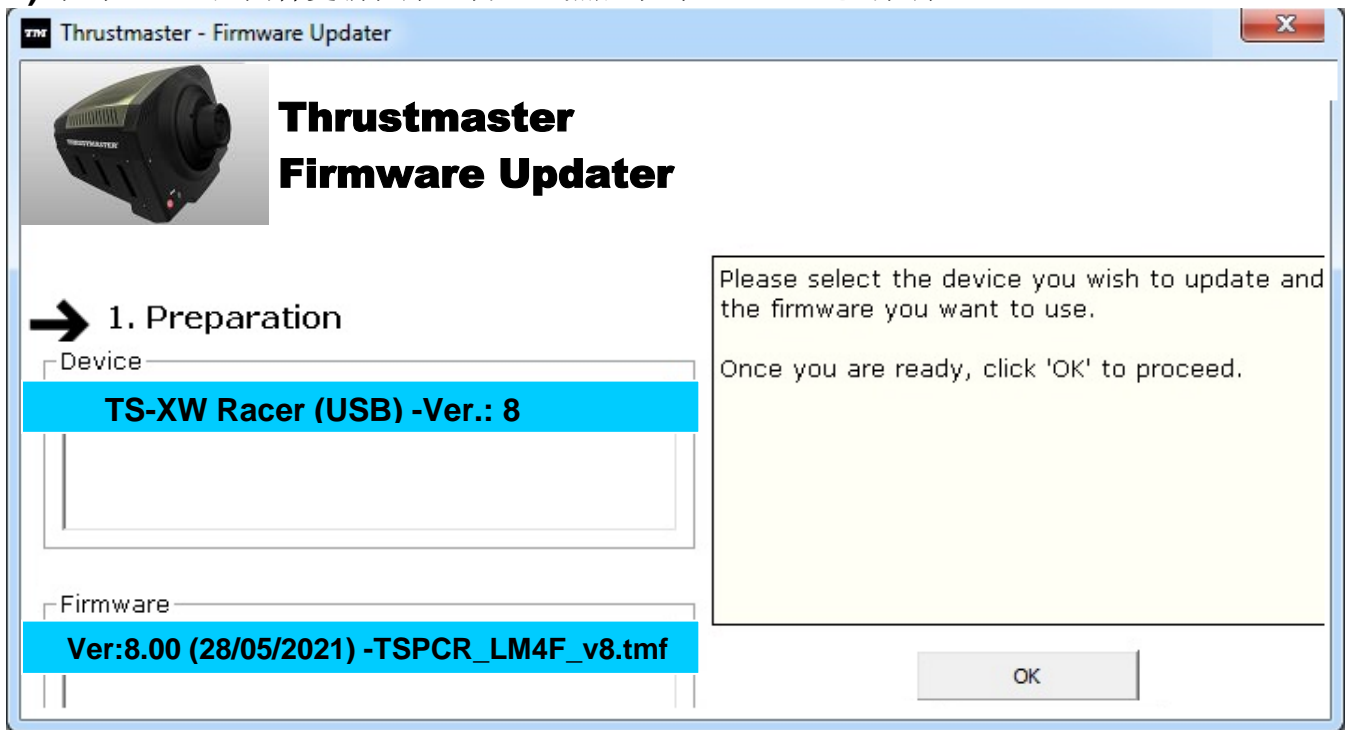 Thrustmaster - Firmware Updater
Thrustmaster
Firmware Updater
1. Preparation
Device
TS-XW Racer (USB) -Ver.: 8
Firmware
Ver:8.00 (28/05/2021) -TSPCR_LM4F_v8.tmf
Please select the device you wish to update and
the firmware you want to use.
Once you are ready, click 'OK' to proceed.
OK